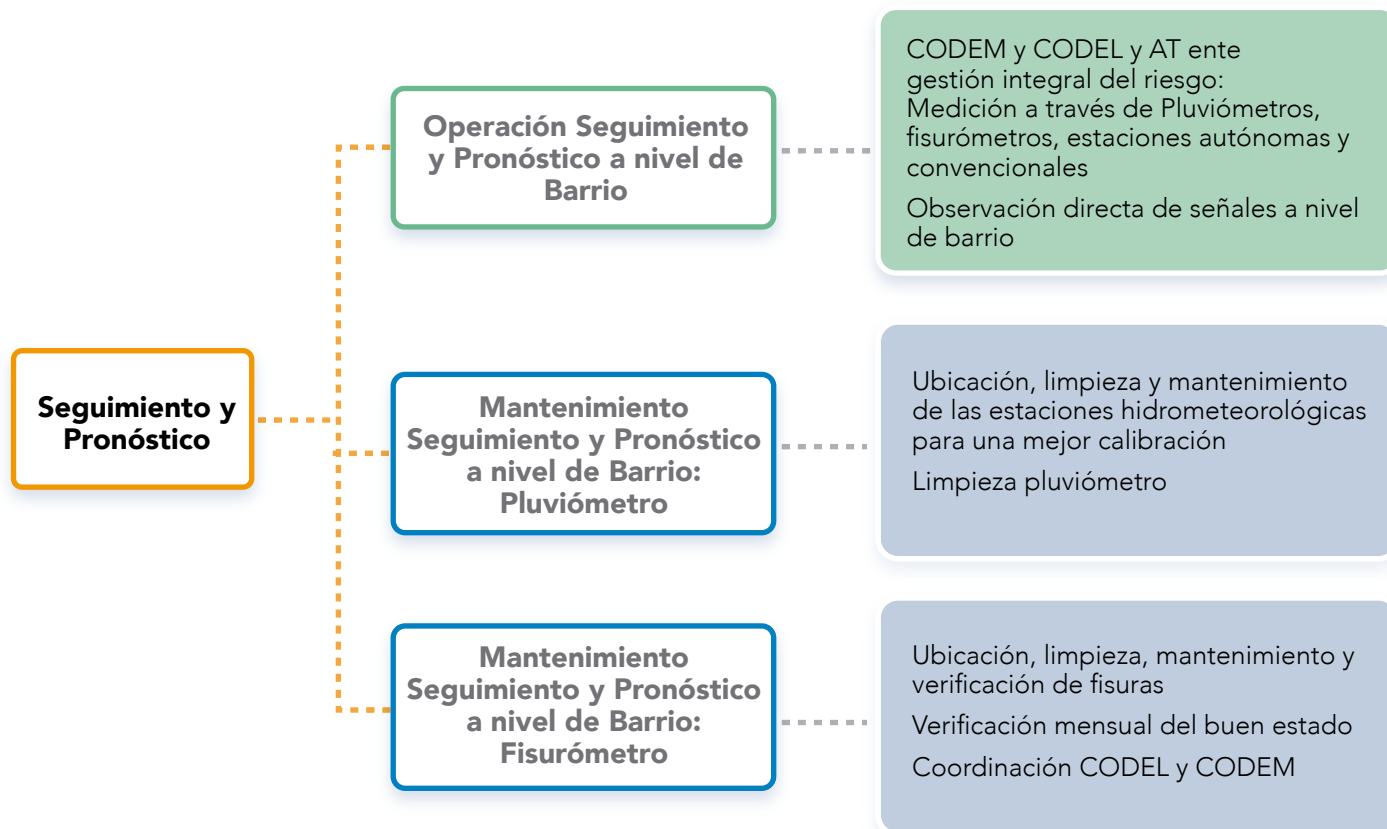 Seguimiento y
Pronóstico
Operación Seguimiento
y Pronóstico a nivel de
Barrio
CODEM y CODEL y AT ente
gestión integral del riesgo:
Medición a través de Pluviómetros,
fisurómetros, estaciones autónomas y
convencionales
Observación directa de señales a nivel
de barrio
Mantenimiento
Seguimiento y Pronóstico
a nivel de Barrio:
Pluviómetro
Ubicación, limpieza y mantenimiento
de las estaciones hidrometeorológicas
para una mejor calibración
Limpieza pluviómetro
Mantenimiento
Seguimiento y Pronóstico
a nivel de Barrio:
Fisurómetro
Ubicación, limpieza, mantenimiento y
verificación de fisuras
Verificación mensual del buen estado
Coordinación CODEL y CODEM